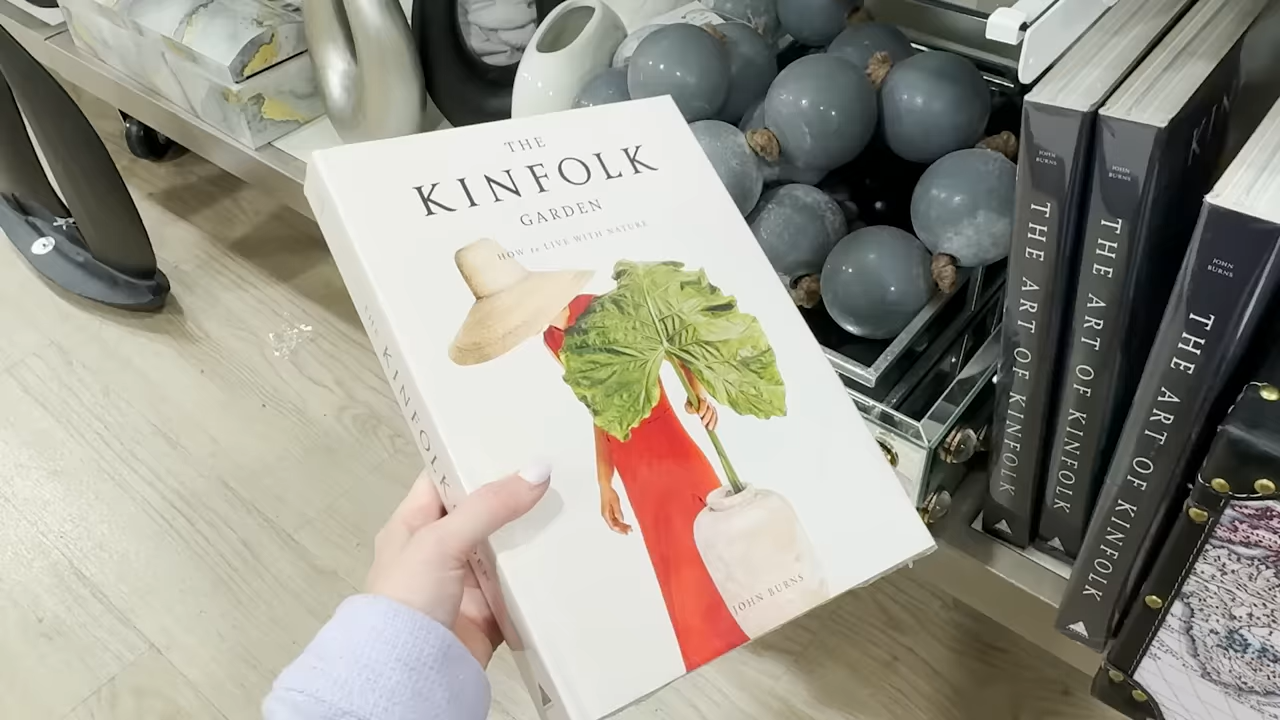 THE
KINFOLK
GARDEN
HOW to LIVE WITH NATURE
JOHN BURNS
KINFOLK
JOHN
BURNS
THE ART OF KINFOLK
JOHN
BURNS
THE ART OF KINFOLK
JOHN
BURNS
THE ART OF KINFOLK